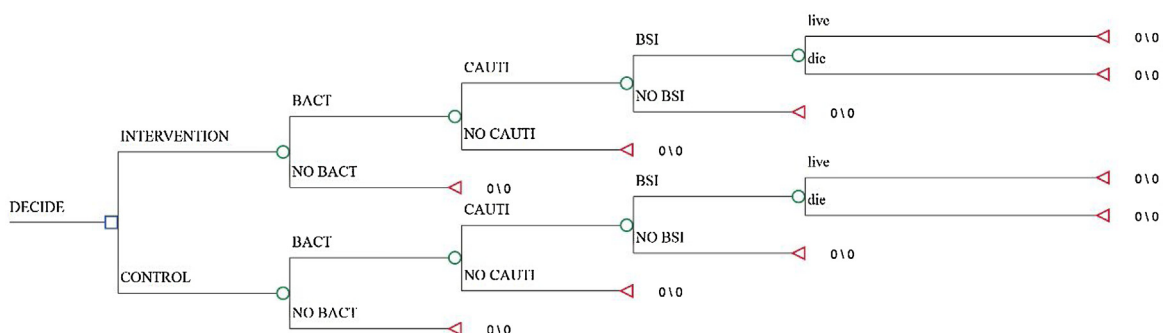 live
0\0
BSI
die
0\0
CAUTI
BACT
NO BSI
0\0
INTERVENTION
NO CAUTI
0\0
NO BACT
0\0
live
0\0
BSI
die
0\0
DECIDE
CAUTI
BACT
NO BSI
0\0
CONTROL
NO CAUTI
0\0
NO BACT
0\0